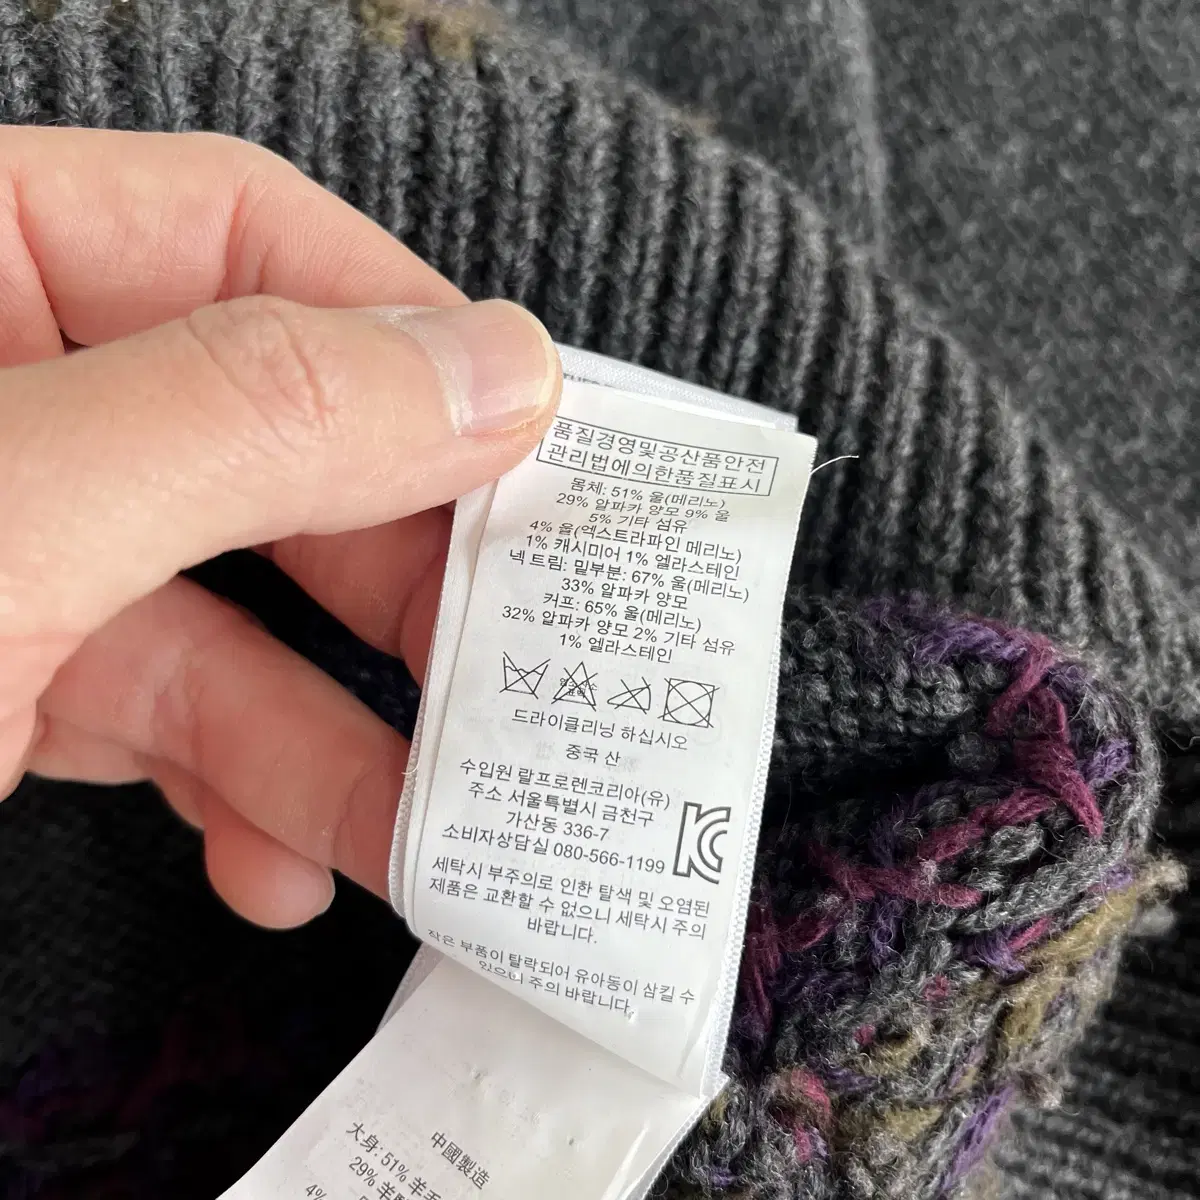 품질경영및공산품안전
관리법에의한품질표시
몸체: 51% 울(메리노)
29% 알파카 양모 9% 울
5% 기타 섬유
4% 울(엑스트라파인 메리노)
1% 캐시미어 1% 엘라스테인
넥 트림: 밑부분: 67% 울(메리노)
33% 알파카 양모
커프: 65% 울(메리노)
32% 알파카 양모 2% 기타 섬유
1% 엘라스테인
드라이클리닝 하십시오
중국 산
수입원 랄프로렌코리아(유)
주소 서울특별시 금천구
가산동 336-7
소비자상담실 080-566-1199
세탁시 부주의로 인한 탈색 및 오염된
제품은 교환할 수 없으니 세탁시 주의
바랍니다.
작은 부품이 탈락되어 유아동이 삼킬 수
있으니 주의 바랍니다.
中國製造
大身: 51% 羊毛
29% 羊
4%